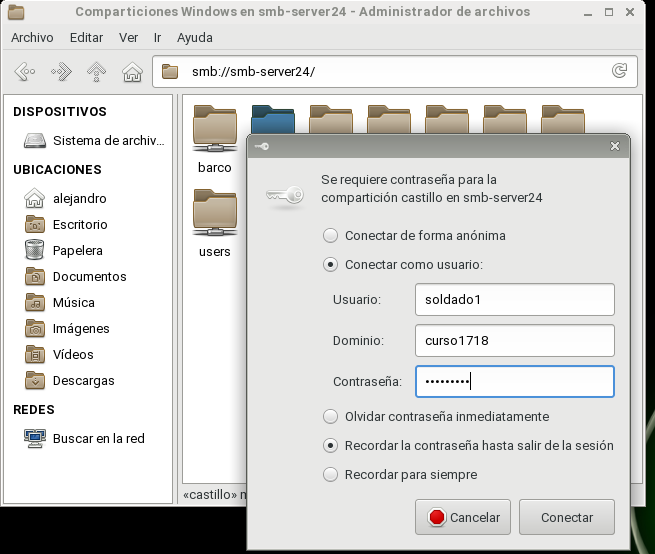 Comparticiones Windows en smb-server24 - Administrador de archivos
Archivo Editar Ver Ir Ayuda
smb://smb-server24/
DISPOSITIVOS
Sistema de archiv...
UBICACIONES
alejandro
Escritorio
Papelera
Documentos
Música
Imágenes
Vídeos
Descargas
REDES
Buscar en la red
barco
users
«castillo»
Se requiere contraseña para la
compartición castillo en smb-server24
Conectar de forma anónima
Conectar como usuario:
Usuario: soldado1
Dominio: curso1718
Contraseña: •••••••••
Olvidar contraseña inmediatamente
Recordar la contraseña hasta salir de la sesión
Recordar para siempre
Cancelar Conectar